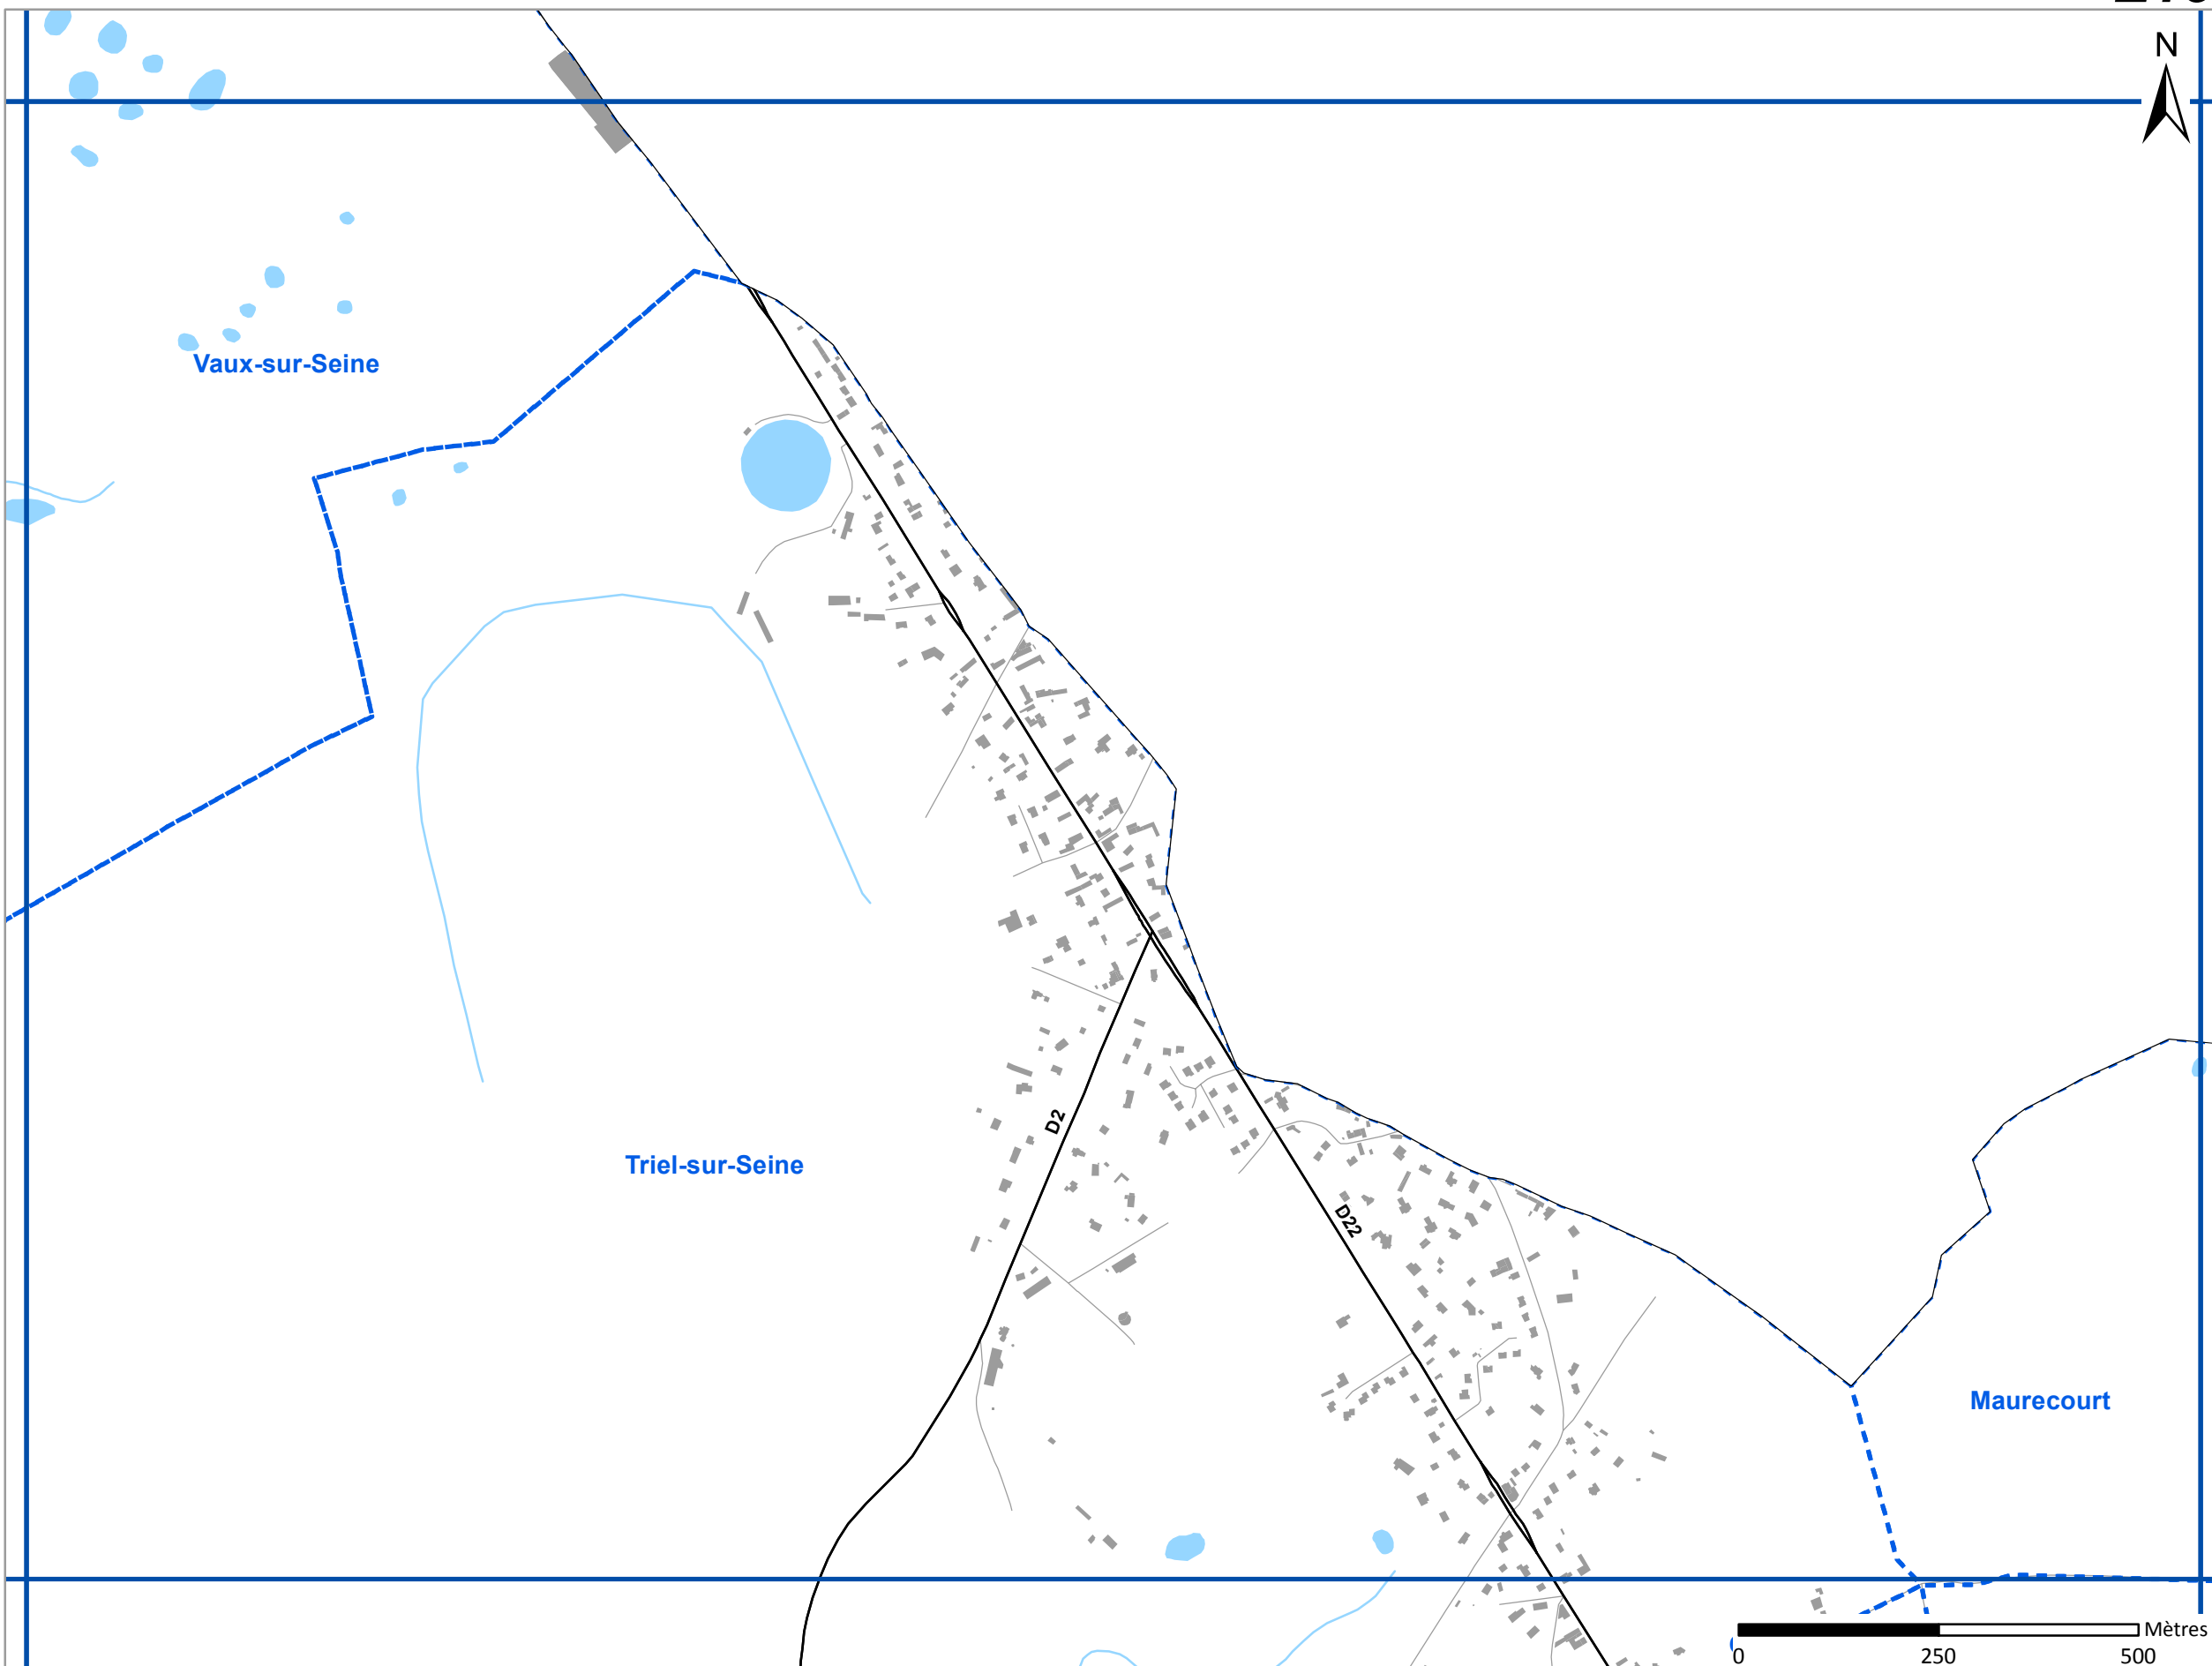 N
Vaux-sur-Seine
D2
Triel-sur-Seine
D22
Maurecourt
Mètres
0 250 500